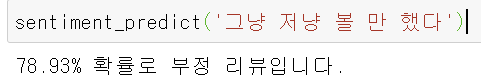 sentiment_predict('그냥 저냥 볼 만 했다')
78.93% 확률로 부정 리뷰입니다.